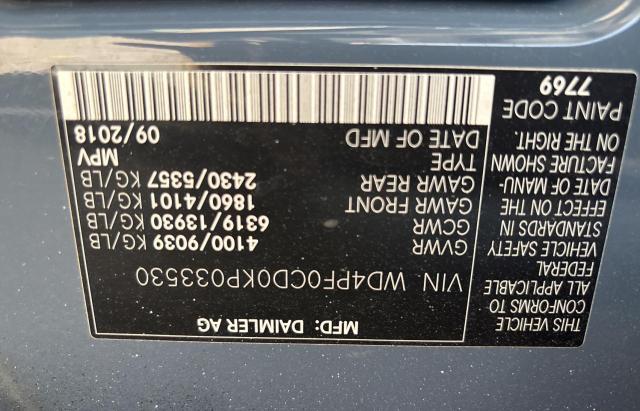 MFD: DAIMLER AG
VIN WD4PF0CD0KP033530
GVWR 4100/9039 KG/LB
GCWR 6319/13930 KG/LB
GAWR FRONT 1860/4101 KG/LB
GAWR REAR 2430/5357 KG/LB
TYPE MPV
DATE OF MFD 09/2018
THIS VEHICLE
CONFORMS TO
ALL APPLICABLE
FEDERAL
VEHICLE SAFETY
STANDARDS IN
EFFECT ON THE
DATE OF MANU-
FACTURE SHOWN
ON THE RIGHT.
PAINT CODE
7769